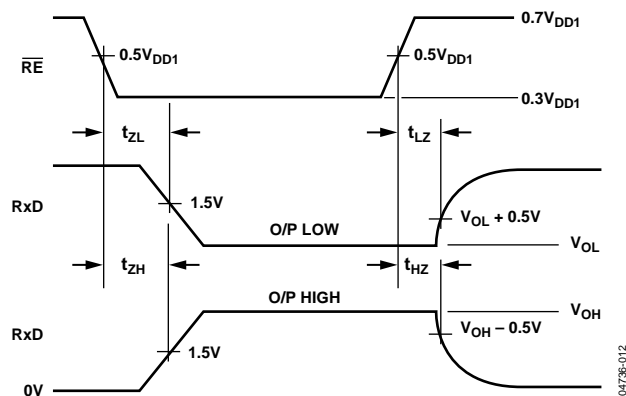 0.7VDD1
RE
0.5VDD1
0.5VDD1
0.3VDD1
tZL
tLZ
RxD
1.5V
O/P LOW
VOL + 0.5V
VOL
tZH
tHZ
O/P HIGH
VOH
RxD
1.5V
VOH – 0.5V
0V
04736-012